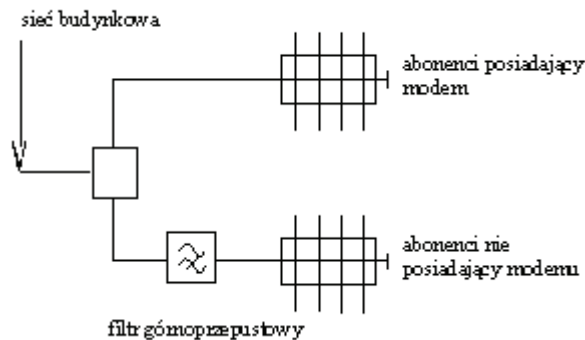 sieć budynkowa
abonenci posiadający
modem
abonenci nie
posiadający modemu
filtr górnoprzepustowy